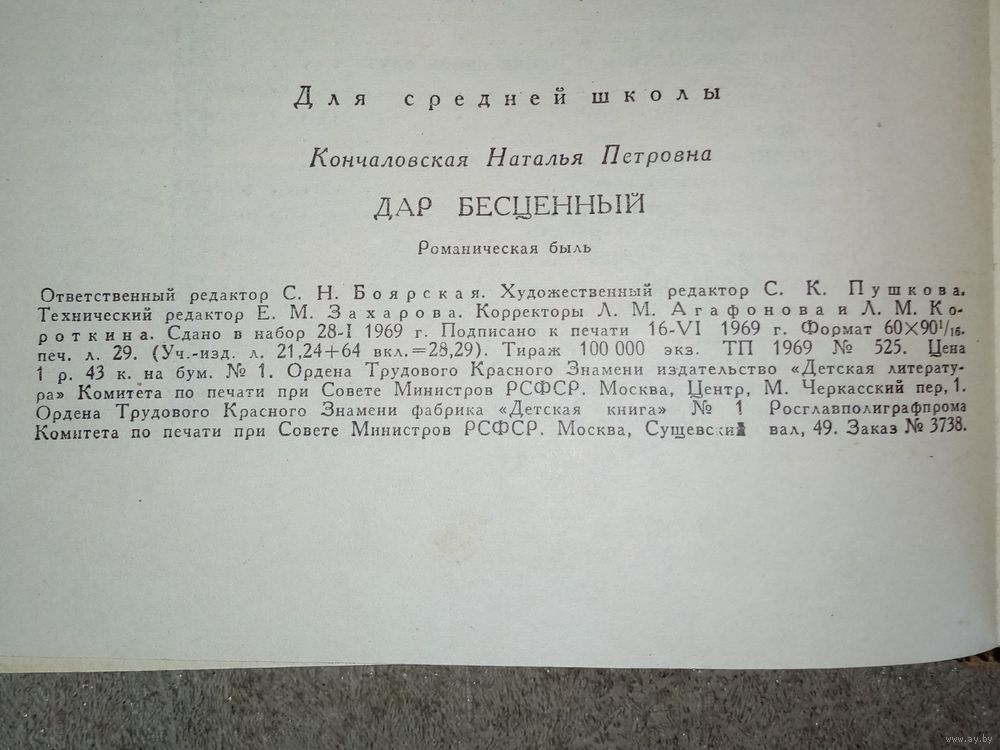 Для средней школы
Кончаловская Наталья Петровна
ДАР БЕСЦЕННЫЙ
Романическая быль
Ответственный редактор С. Н. Боярская. Художественный редактор С. К. Пушкова.
Технический редактор Е. М. Захарова. Корректоры Л. М. Агафонова и Л. М. Ко-
роткина. Сдано в набор 28-I 1969 г. Подписано к печати 16-VI 1969 г. Формат 60×90¹/₁₆.
печ. л. 29. (Уч.-изд. л. 21,24+64 вкл.=28,29). Тираж 100 000 экз. ТП 1969 № 525. Цена
1 р. 43 к. на бум. № 1. Ордена Трудового Красного Знамени издательство «Детская литерату-
ра» Комитета по печати при Совете Министров РСФСР. Москва, Центр, М. Черкасский пер, 1.
Ордена Трудового Красного Знамени фабрика «Детская книга» № 1 Росглавполиграфпрома
Комитета по печати при Совете Министров РСФСР. Москва, Сущевский вал, 49. Заказ № 3738.
www.ay.by